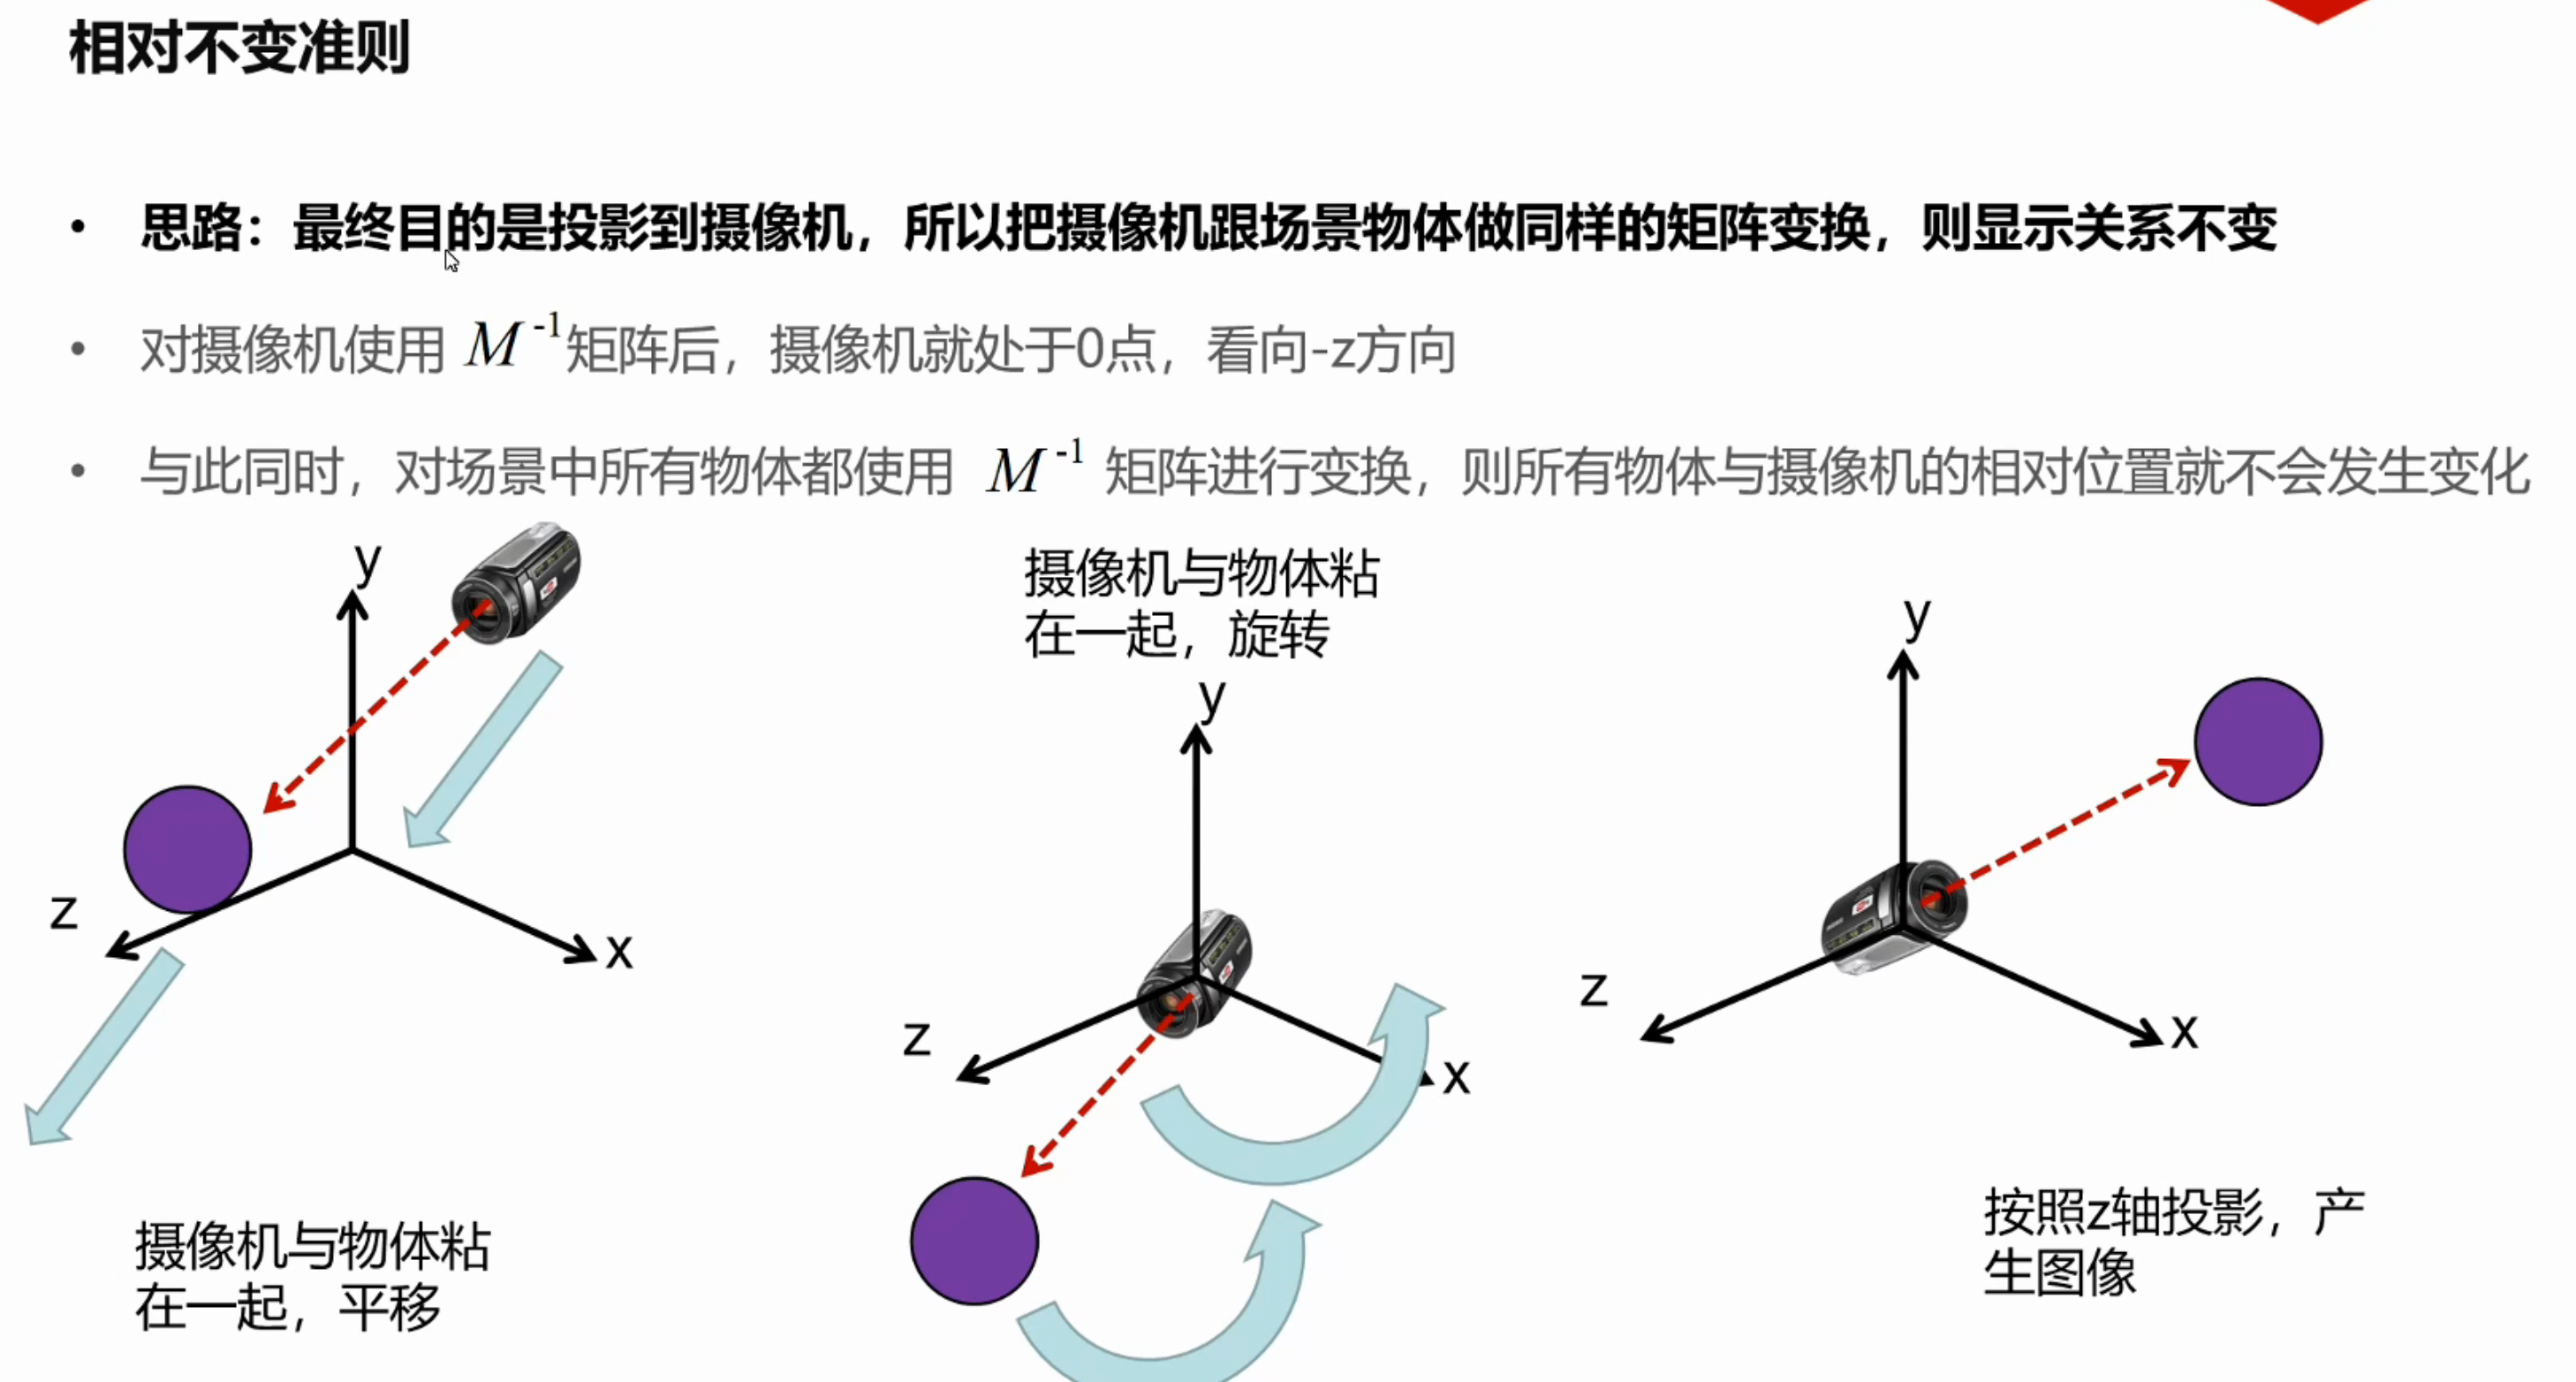 相对不变准则
• 思路：最终目的是投影到摄像机，所以把摄像机跟场景物体做同样的矩阵变换，则显示关系不变
• 对摄像机使用 M⁻¹矩阵后，摄像机就处于0点，看向-z方向
• 与此同时，对场景中所有物体都使用 M⁻¹ 矩阵进行变换，则所有物体与摄像机的相对位置就不会发生变化
y
z
x
摄像机与物体粘
在一起，平移
摄像机与物体粘
在一起，旋转
y
z
x
y
z
x
按照z轴投影，产
生图像